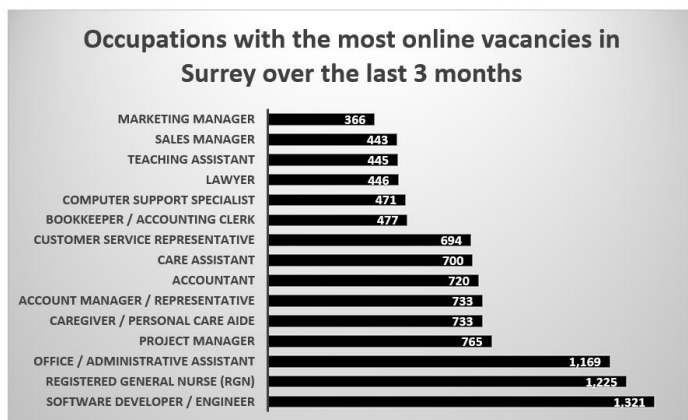 Occupations with the most online vacancies in
Surrey over the last 3 months
MARKETING MANAGER 366
SALES MANAGER 443
TEACHING ASSISTANT 445
LAWYER 446
COMPUTER SUPPORT SPECIALIST 471
BOOKKEEPER / ACCOUNTING CLERK 477
CUSTOMER SERVICE REPRESENTATIVE 694
CARE ASSISTANT 700
ACCOUNTANT 720
ACCOUNT MANAGER / REPRESENTATIVE 733
CAREGIVER / PERSONAL CARE AIDE 733
PROJECT MANAGER 765
OFFICE / ADMINISTRATIVE ASSISTANT 1,169
REGISTERED GENERAL NURSE (RGN) 1,225
SOFTWARE DEVELOPER / ENGINEER 1,321